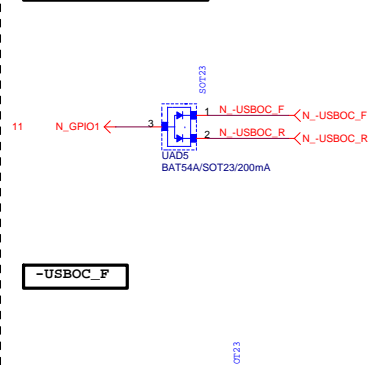 SOT23
1 N_-USBOC_F N_-USBOC_F
11 N_GPIO1 3
2 N_-USBOC_R N_-USBOC_R
UAD5
BAT54A/SOT23/200mA
-USBOC_F